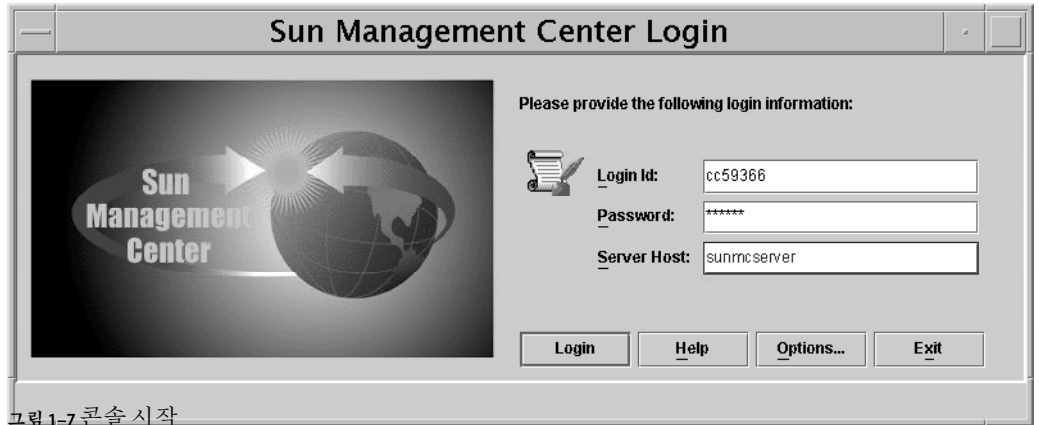 Sun Management Center Login
Sun
Management
Center
Please provide the following login information:
Login Id: cc59366
Password: ******
Server Host: sunmcserver
Login Help Options... Exit
그림 1-7 콘솔 시작